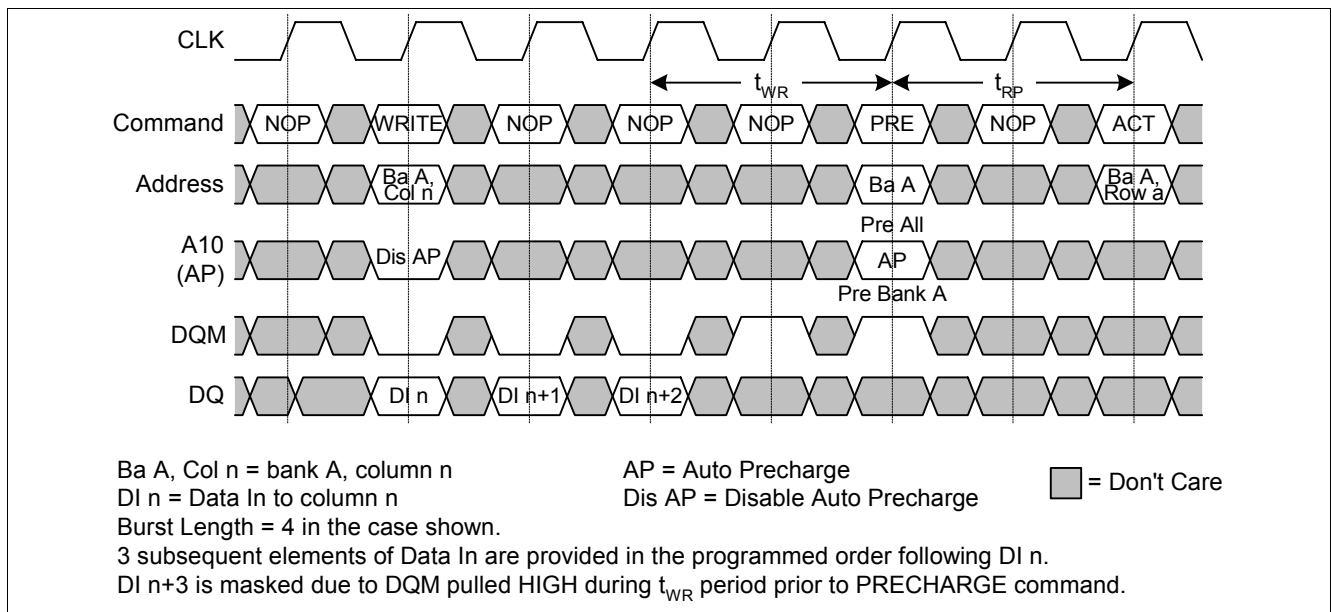 CLK
t_WR t_RP
Command NOP WRITE NOP NOP NOP PRE NOP ACT
Address Ba A, Col n Ba A Ba A, Row a
Pre All
A10 (AP) Dis AP AP
Pre Bank A
DQM
DQ DI n DI n+1 DI n+2
Ba A, Col n = bank A, column n AP = Auto Precharge = Don't Care
DI n = Data In to column n Dis AP = Disable Auto Precharge
Burst Length = 4 in the case shown.
3 subsequent elements of Data In are provided in the programmed order following DI n.
DI n+3 is masked due to DQM pulled HIGH during t_WR period prior to PRECHARGE command.